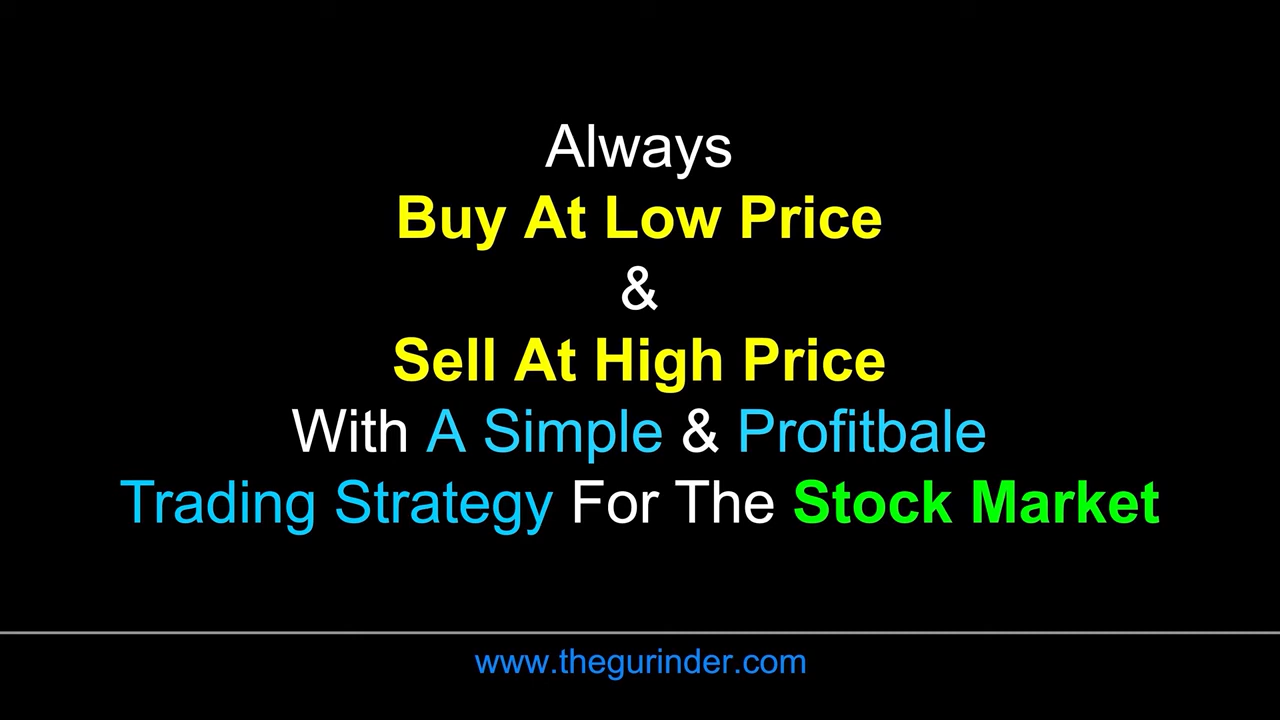 Always
Buy At Low Price
&
Sell At High Price
With A Simple & Profitbale
Trading Strategy For The Stock Market
www.thegurinder.com